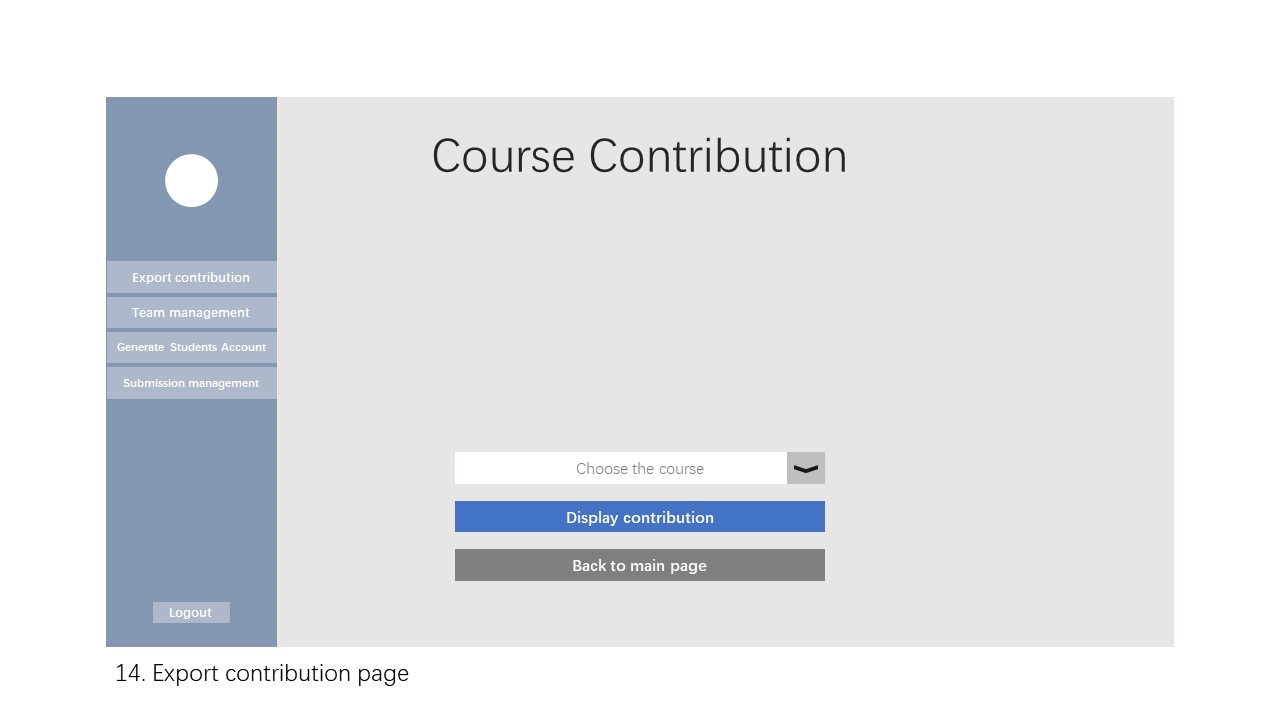 Course Contribution
Export contribution
Team management
Generate Students Account
Submission management
Choose the course
Display contribution
Back to main page
Logout
14. Export contribution page